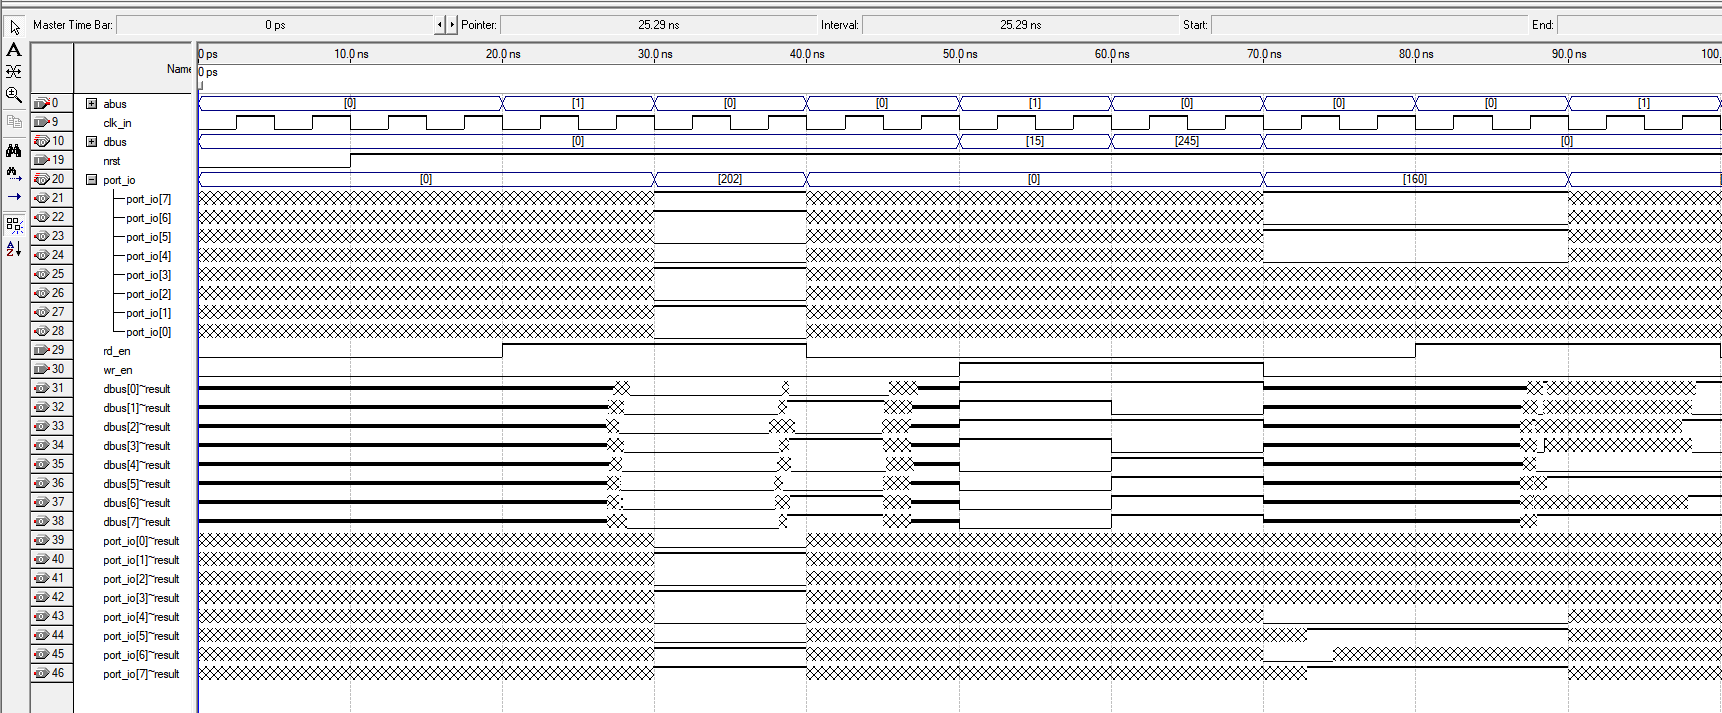 Master Time Bar: 0 ps Pointer: 25.29 ns Interval: 25.29 ns Start: End:
0 ps 10.0 ns 20.0 ns 30.0 ns 40.0 ns 50.0 ns 60.0 ns 70.0 ns 80.0 ns 90.0 ns 100.
Name 0 ps
0 abus [0] [1] [0] [0] [1] [0] [0] [0] [1]
9 clk_in
10 dbus [0] [15] [245] [0]
19 nrst
20 port_io [0] [202] [0] [160]
21 port_io[7]
22 port_io[6]
23 port_io[5]
24 port_io[4]
25 port_io[3]
26 port_io[2]
27 port_io[1]
28 port_io[0]
29 rd_en
30 wr_en
31 dbus[0]~result
32 dbus[1]~result
33 dbus[2]~result
34 dbus[3]~result
35 dbus[4]~result
36 dbus[5]~result
37 dbus[6]~result
38 dbus[7]~result
39 port_io[0]~result
40 port_io[1]~result
41 port_io[2]~result
42 port_io[3]~result
43 port_io[4]~result
44 port_io[5]~result
45 port_io[6]~result
46 port_io[7]~result